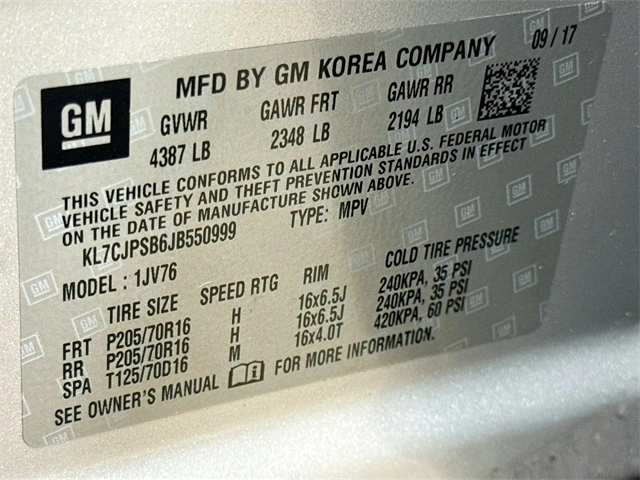 GM
MFD BY GM KOREA COMPANY 09 / 17
GVWR GAWR FRT GAWR RR
4387 LB 2348 LB 2194 LB
THIS VEHICLE CONFORMS TO ALL APPLICABLE U.S. FEDERAL MOTOR
VEHICLE SAFETY AND THEFT PREVENTION STANDARDS IN EFFECT
ON THE DATE OF MANUFACTURE SHOWN ABOVE.
KL7CJPSB6JB550999 TYPE: MPV
MODEL : 1JV76
TIRE SIZE SPEED RTG RIM COLD TIRE PRESSURE
FRT P205/70R16 H 16x6.5J 240KPA, 35 PSI
RR P205/70R16 H 16x6.5J 240KPA, 35 PSI
SPA T125/70D16 M 16x4.0T 420KPA, 60 PSI
SEE OWNER'S MANUAL FOR MORE INFORMATION.